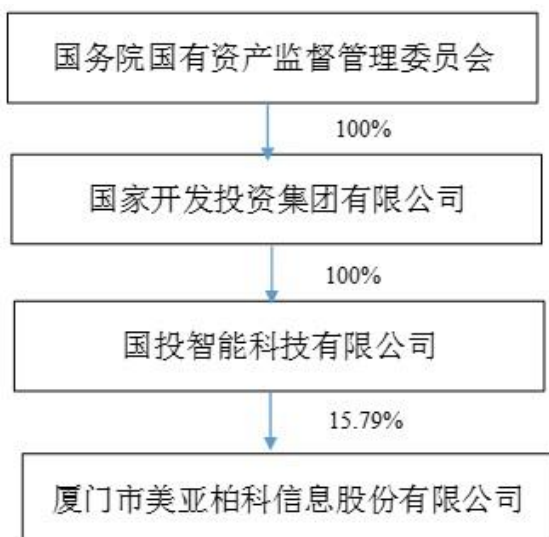 国务院国有资产监督管理委员会
100%
国家开发投资集团有限公司
100%
国投智能科技有限公司
15.79%
厦门市美亚柏科信息股份有限公司